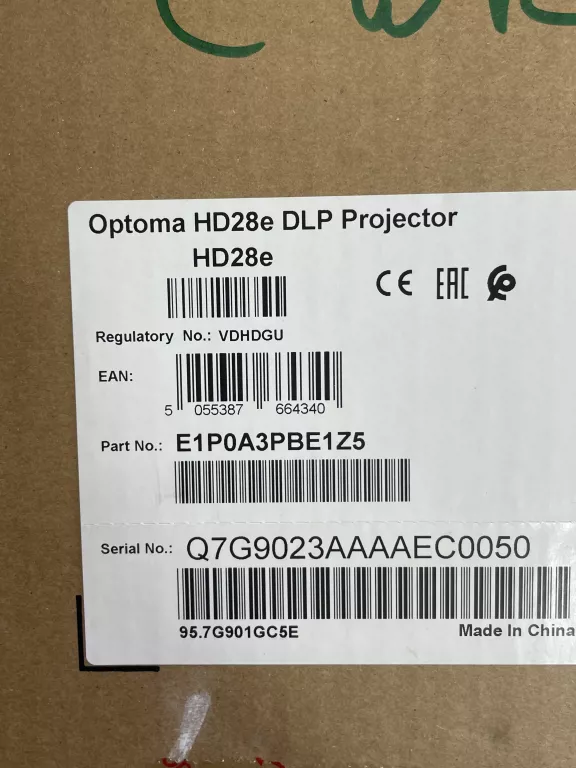 Optoma HD28e DLP Projector
HD28e
CE EAC
Regulatory No.: VDHDGU
EAN:
5 055387 664340
Part No.: E1P0A3PBE1Z5
Serial No.: Q7G9023AAAAEC0050
95.7G901GC5E Made In China